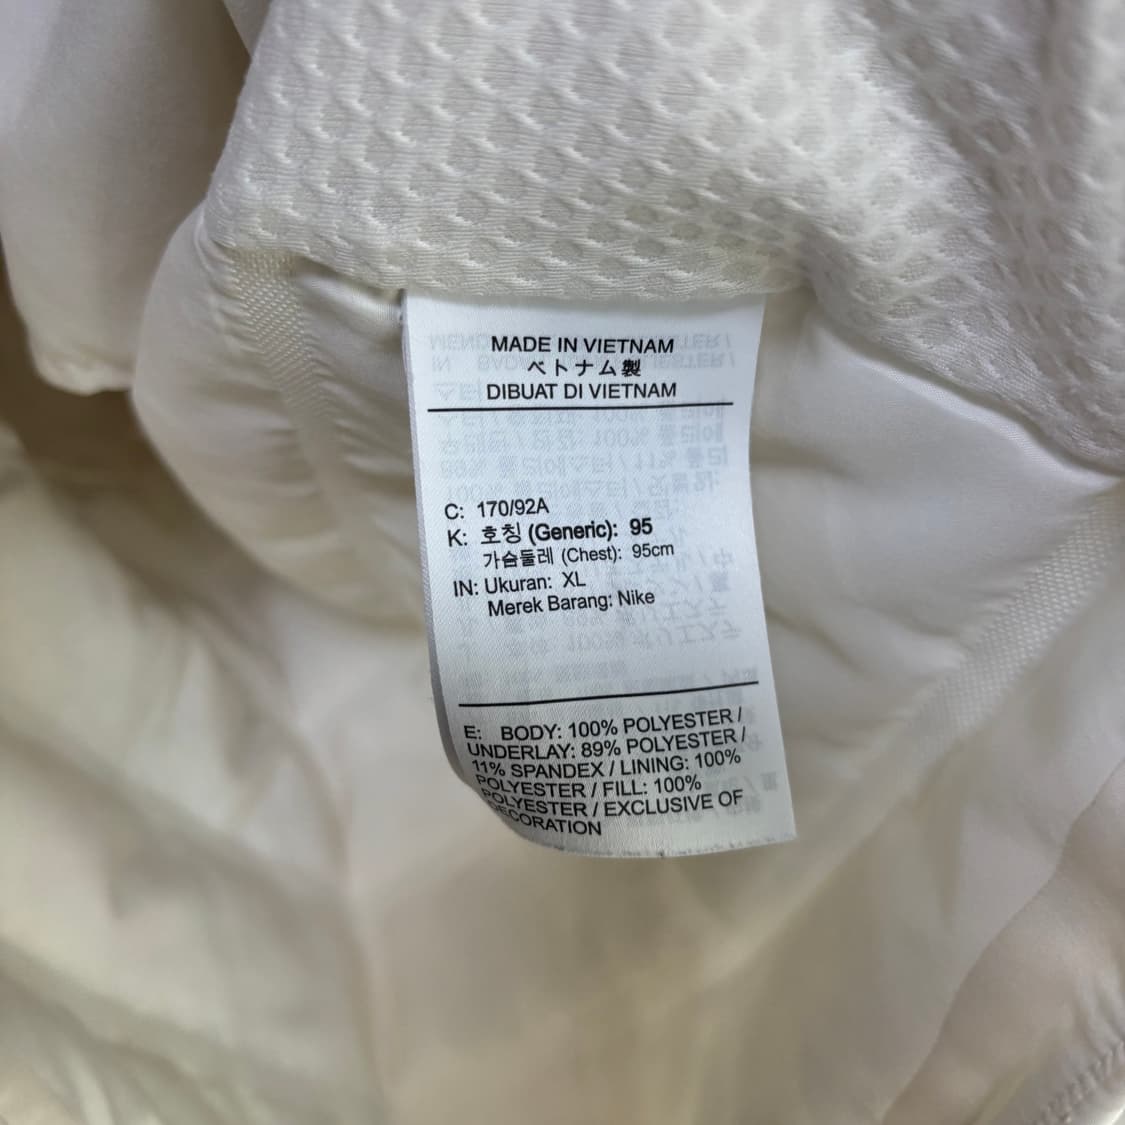 MADE IN VIETNAM
ベトナム製
DIBUAT DI VIETNAM
C: 170/92A
K: 호칭 (Generic): 95
가슴둘레 (Chest): 95cm
IN: Ukuran: XL
Merek Barang: Nike
E: BODY: 100% POLYESTER /
UNDERLAY: 89% POLYESTER /
11% SPANDEX / LINING: 100%
POLYESTER / FILL: 100%
POLYESTER / EXCLUSIVE OF
DECORATION